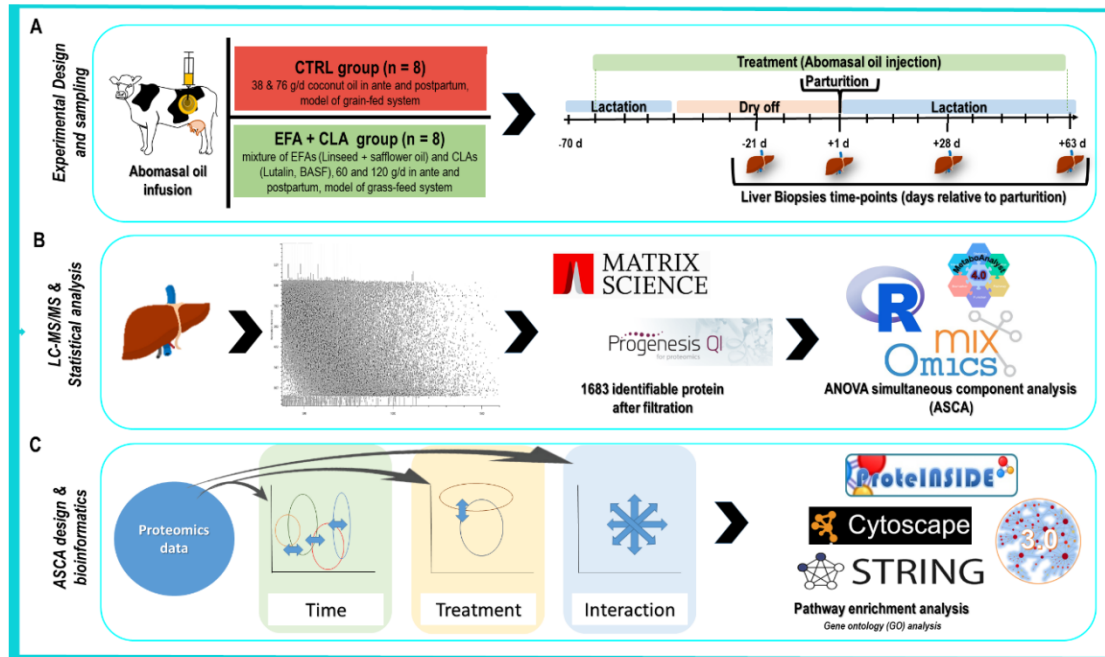 A
Experimental Design
and sampling
Abomasal oil
infusion
CTRL group (n = 8)
38 & 76 g/d coconut oil in ante and postpartum,
model of grain-fed system
EFA + CLA group (n = 8)
mixture of EFAs (Linseed + safflower oil) and CLAs
(Lutalin, BASF), 60 and 120 g/d in ante and
postpartum, model of grass-feed system
Treatment (Abomasal oil injection)
Parturition
Lactation
Dry off
Lactation
-70 d
-21 d
+1 d
+28 d
+63 d
Liver Biopsies time-points (days relative to parturition)
B
LC-MS/MS &
Statistical analysis
MATRIX
SCIENCE
Progenesis QI
for proteomics
1683 identifiable protein
after filtration
R
MetaboAnalyst
4.0
mix
Omics
ANOVA simultaneous component analysis
(ASCA)
C
ASCA design &
bioinformatics
Proteomics
data
Time
Treatment
Interaction
ProteINSIDE
Cytoscape
3.0
STRING
Pathway enrichment analysis
Gene ontology (GO) analysis